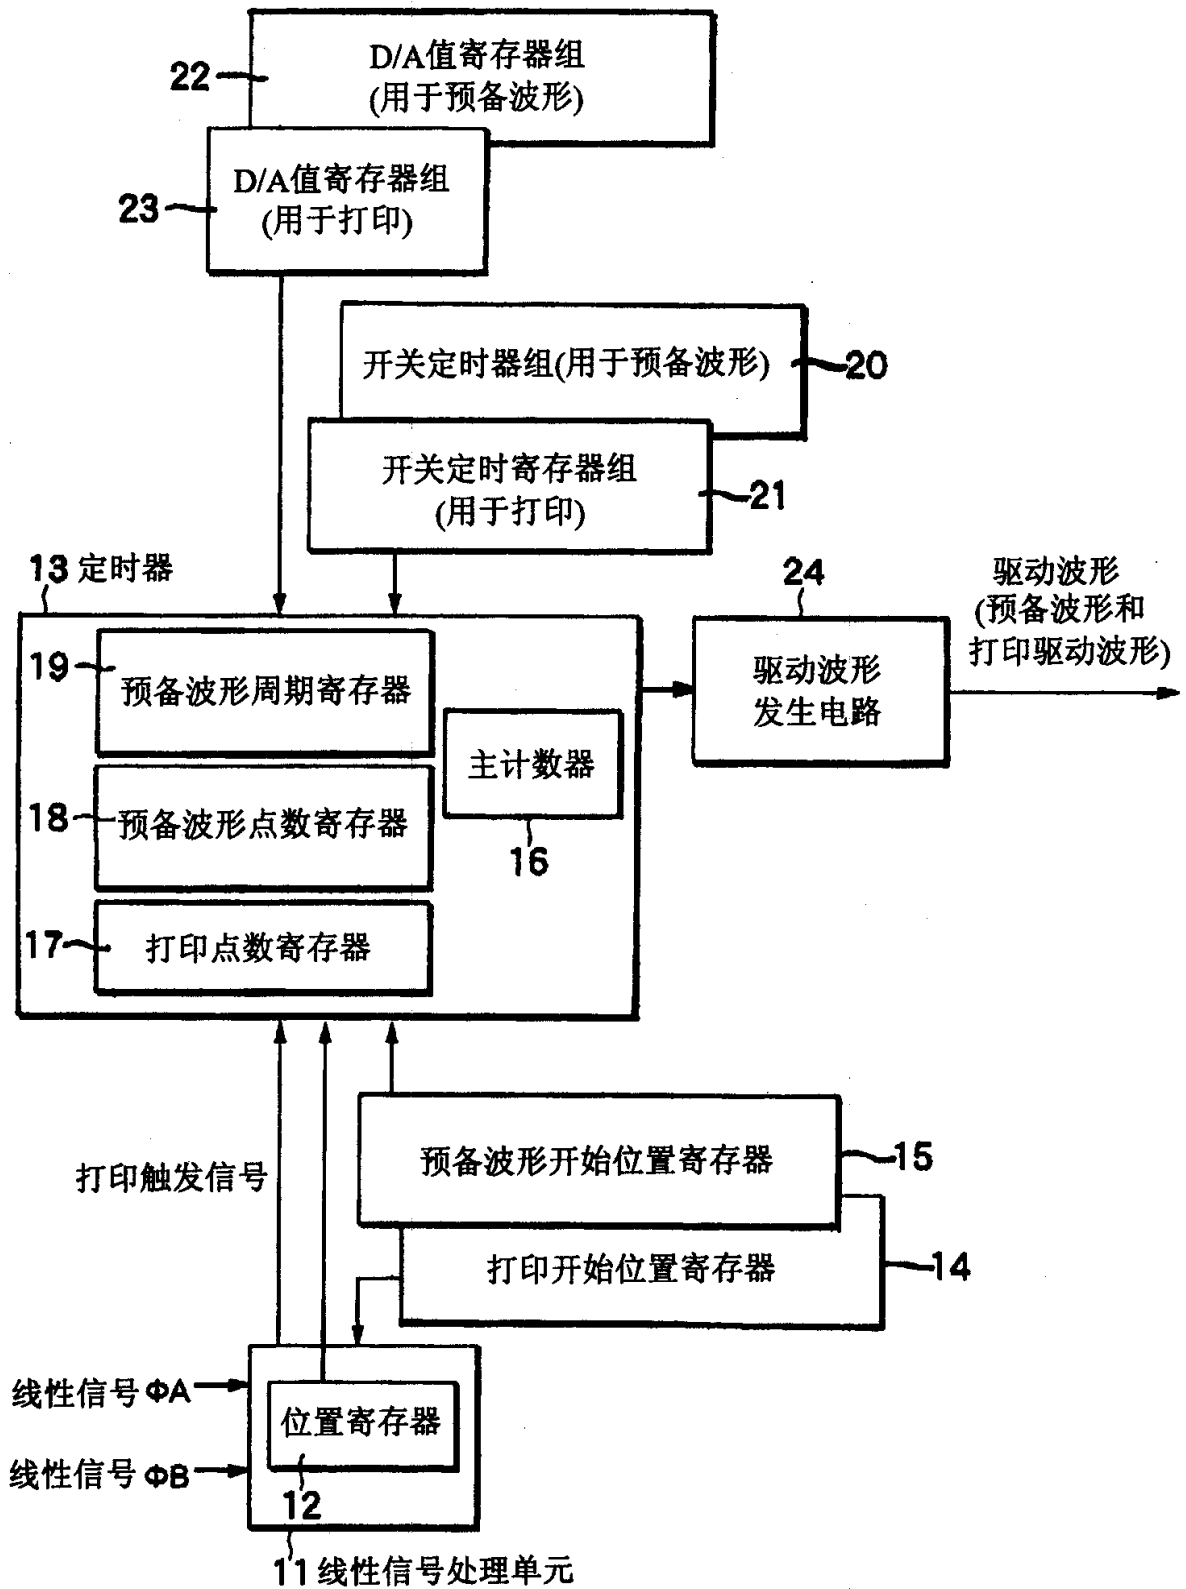 22
D/A值寄存器组
(用于预备波形)
23
D/A值寄存器组
(用于打印)
开关定时器组(用于预备波形)
20
开关定时寄存器组
(用于打印)
21
13 定时器
19
预备波形周期寄存器
18
预备波形点数寄存器
17
打印点数寄存器
主计数器
16
24
驱动波形
发生电路
驱动波形
(预备波形和
打印驱动波形)
打印触发信号
预备波形开始位置寄存器
15
打印开始位置寄存器
14
线性信号 ΦA
线性信号 ΦB
位置寄存器
12
11 线性信号处理单元